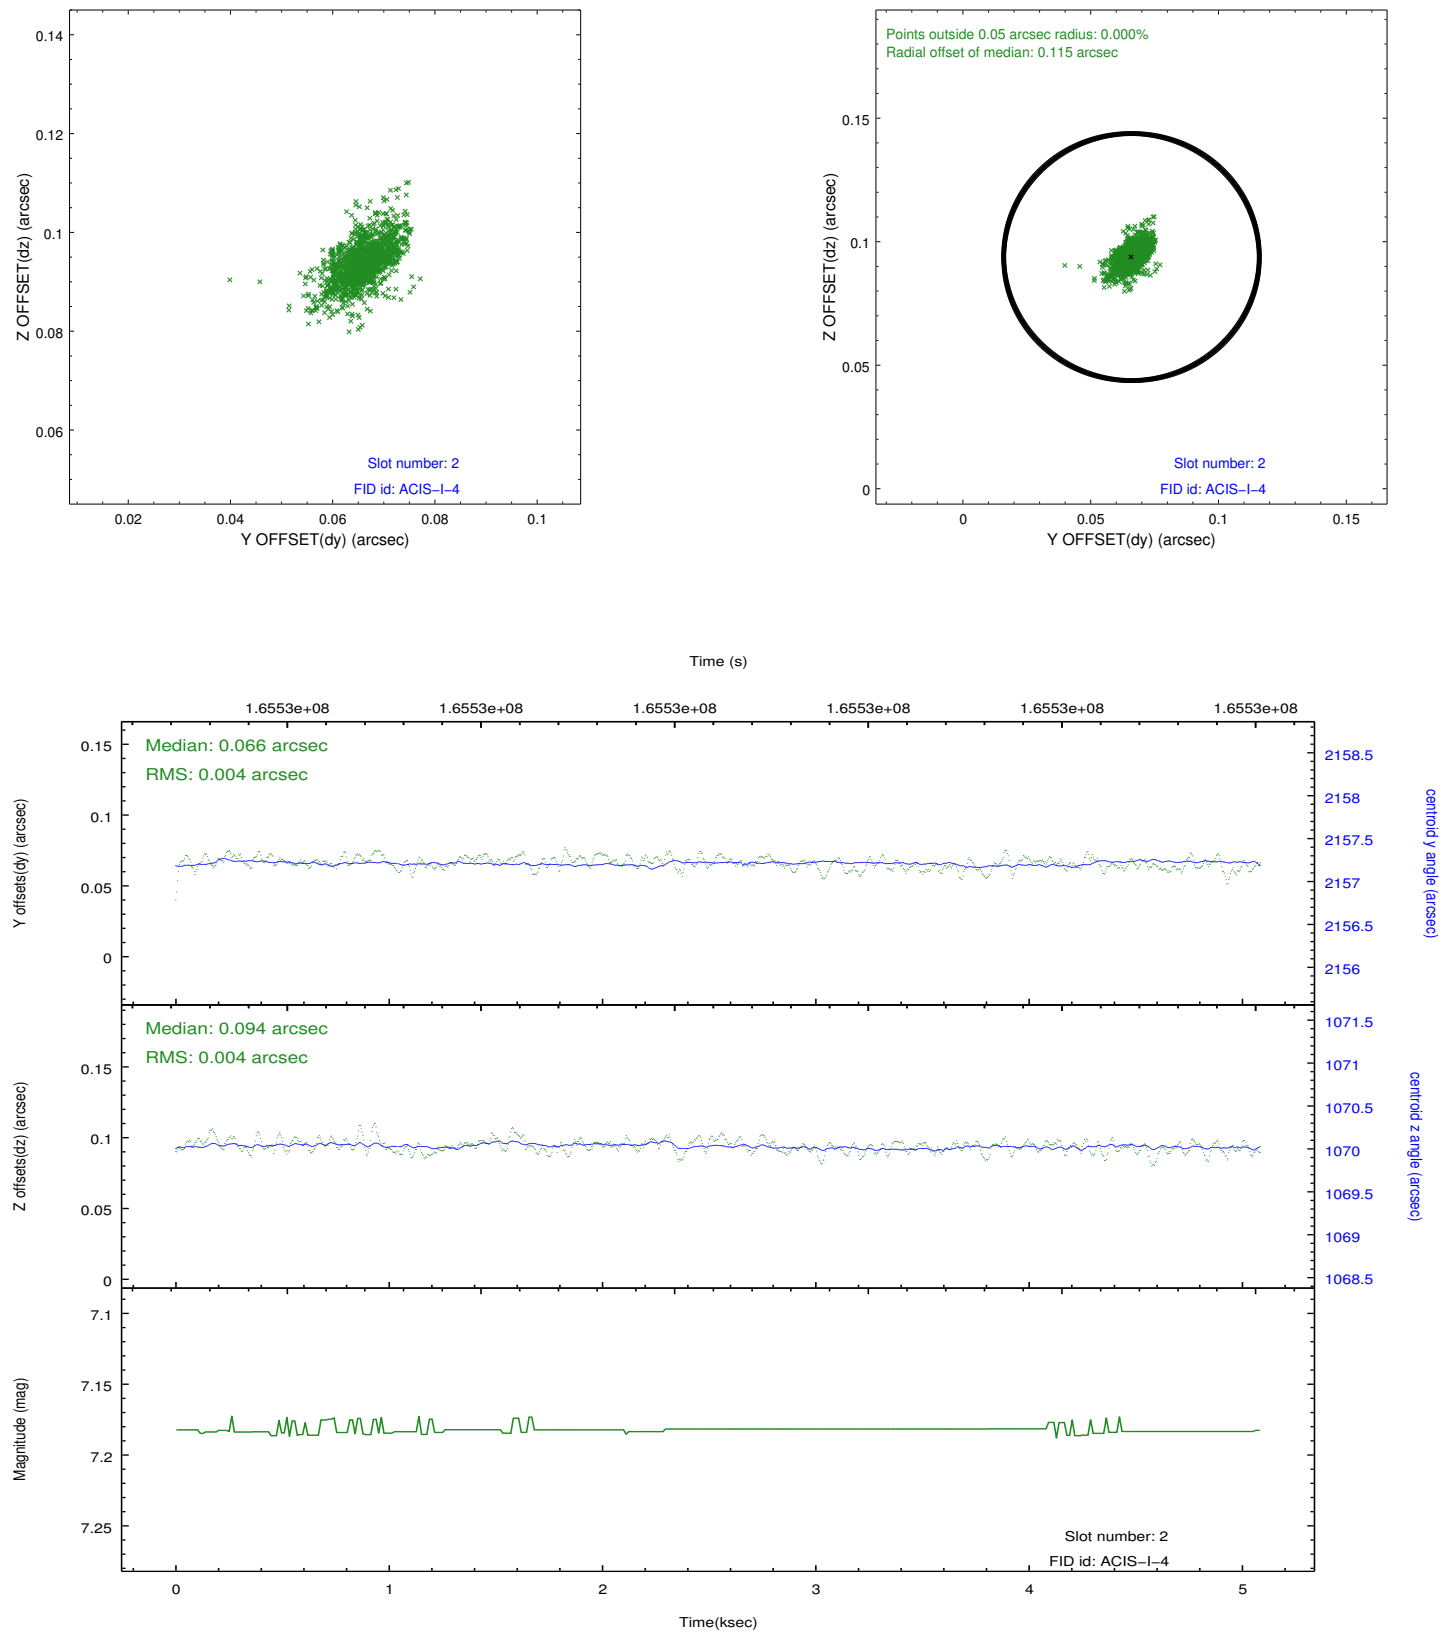 0.14
0.12
0.1
0.08
0.06
Z OFFSET(dz) (arcsec)
Slot number: 2
FID id: ACIS−I−4
0.02
0.04
0.06
0.08
0.1
Y OFFSET(dy) (arcsec)
Points outside 0.05 arcsec radius: 0.000%
Radial offset of median: 0.115 arcsec
0.15
0.1
0.05
0
Z OFFSET(dz) (arcsec)
Slot number: 2
FID id: ACIS−I−4
0
0.05
0.1
0.15
Y OFFSET(dy) (arcsec)
Time (s)
1.6553e+08
1.6553e+08
1.6553e+08
1.6553e+08
1.6553e+08
1.6553e+08
Median: 0.066 arcsec
RMS: 0.004 arcsec
0.15
0.1
0.05
0
Y offsets(dy) (arcsec)
2158.5
2158
2157.5
2157
2156.5
2156
centroid y angle (arcsec)
Median: 0.094 arcsec
RMS: 0.004 arcsec
0.15
0.1
0.05
0
Z offsets(dz) (arcsec)
1071.5
1071
1070.5
1070
1069.5
1069
1068.5
centroid z angle (arcsec)
7.1
7.15
7.2
7.25
Magnitude (mag)
Slot number: 2
FID id: ACIS−I−4
0
1
2
3
4
5
Time(ksec)